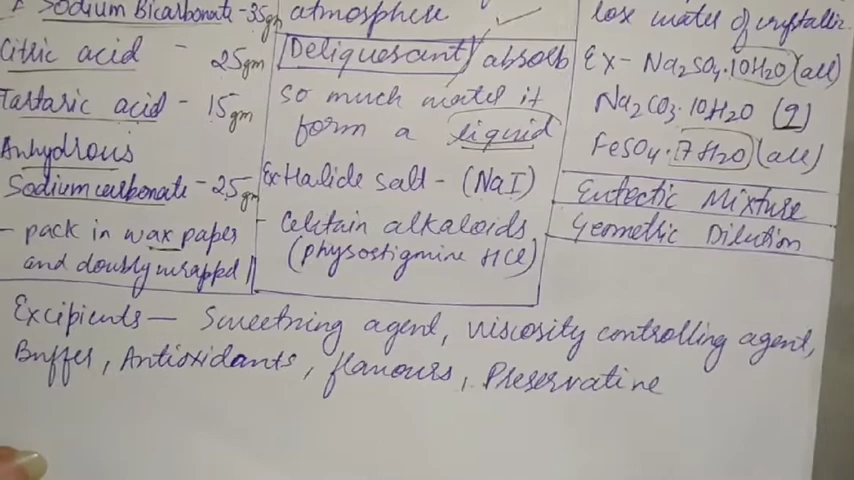 Sodium Bicarbonate - 35gm
Citric acid - 25gm
Tastaric acid - 15gm
Anhydrous
Sodium carbonate - 25gm
- pack in wax paper
and doubly wrapped
atmosphere
Deliquesant absorb
so much water it
form a liquid
Ex Halide salt - (NaI)
- Celstain alkaloids
(physostigmine HCl)
lose water of crystalliz
Ex - Na2SO4.10H2O (all)
Na2CO3.10H2O (9)
FeSO4.7H2O (all)
Eutectic Mixture
Geometric Dilution
Excipients - Sweetning agent, viscosity controlling agent,
Buffer, Antioxidants, flavours, Preservative